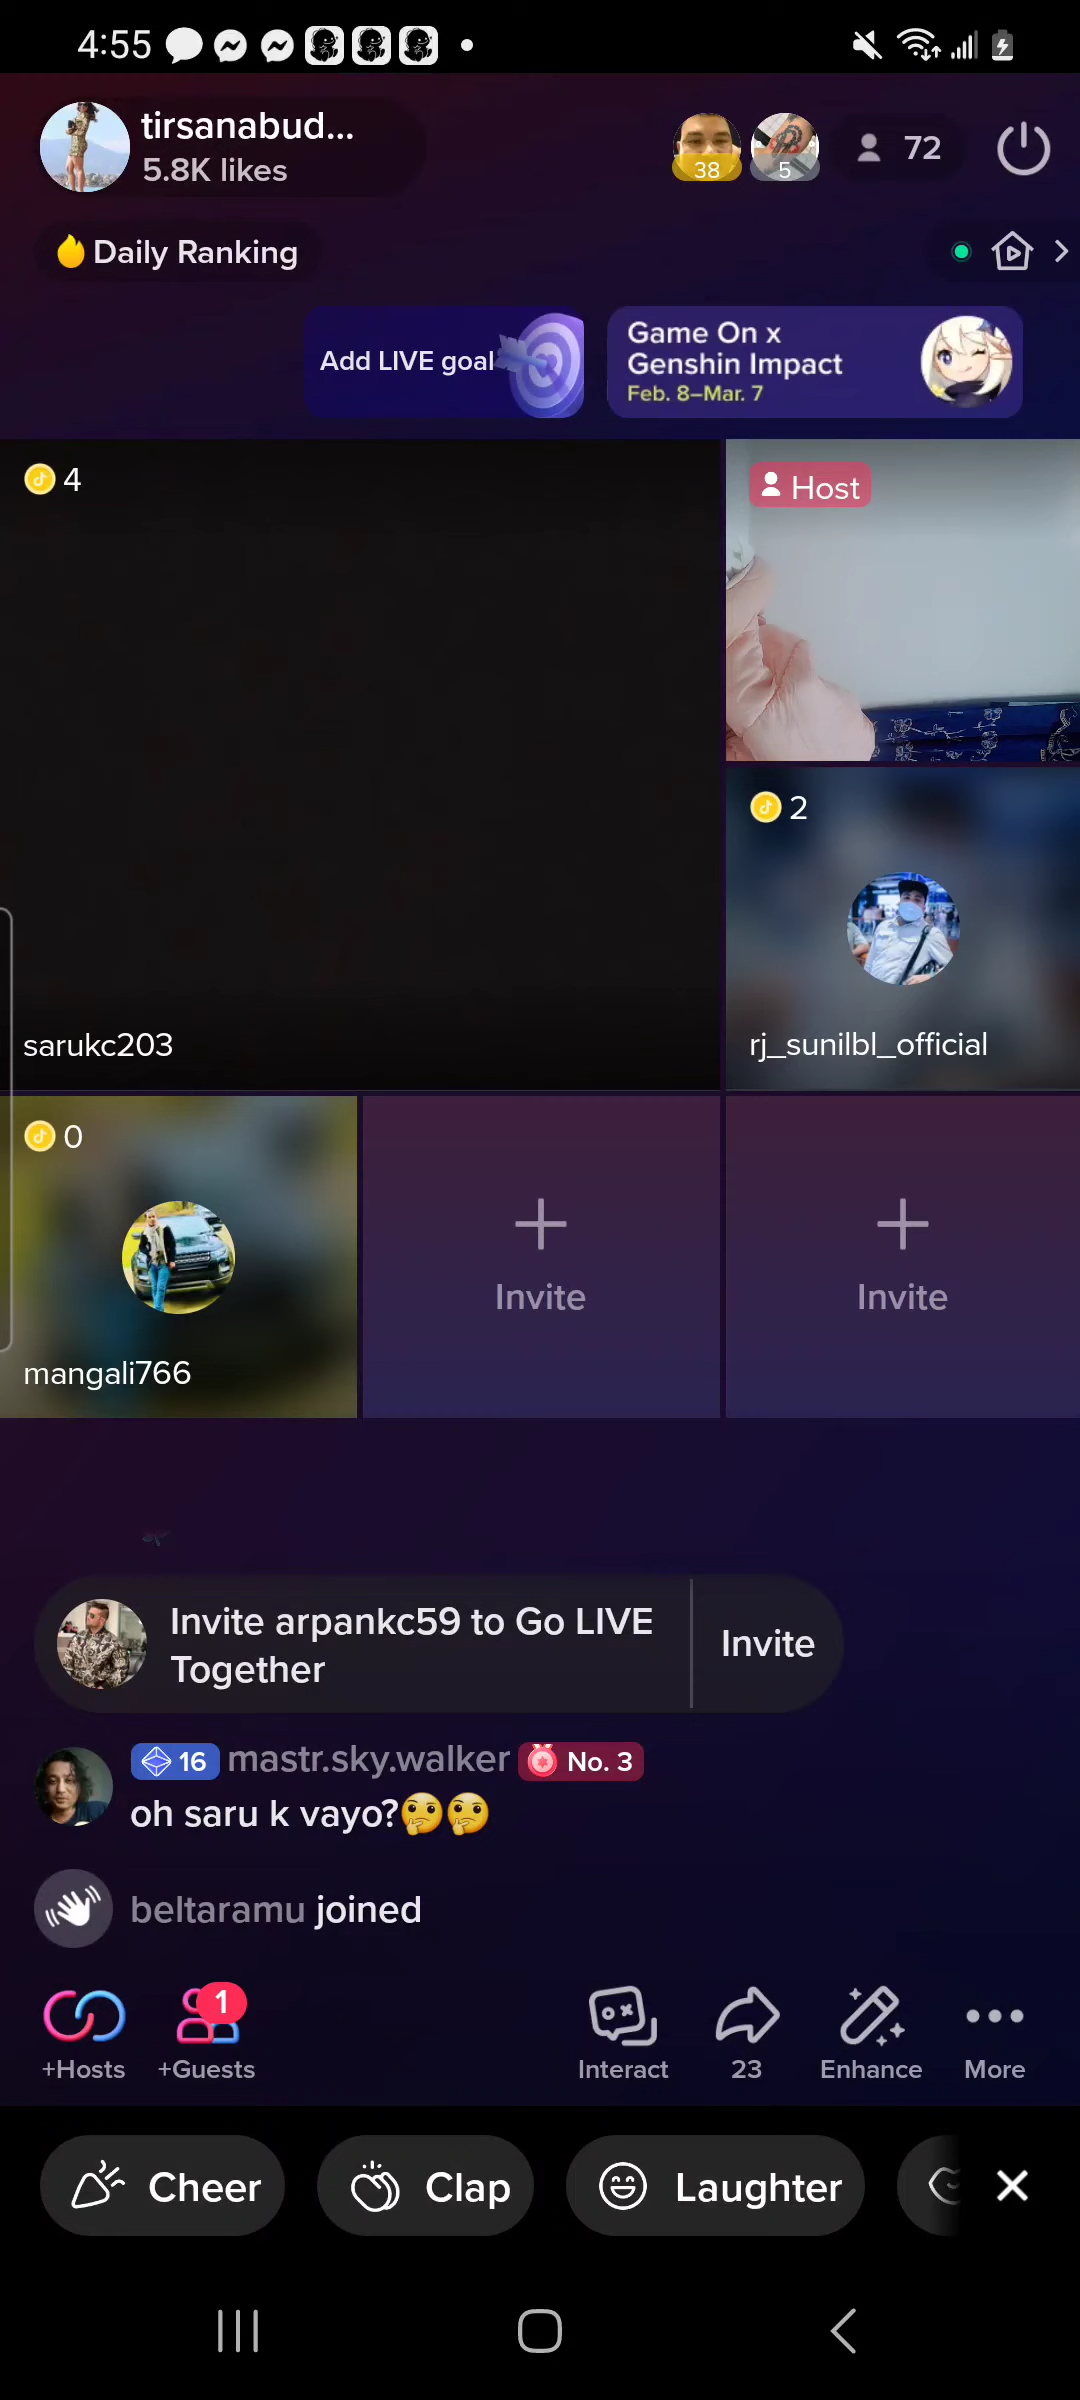 4:55
tirsanabud...
5.8K likes
38
5
72
Daily Ranking
Add LIVE goal
Game On x
Genshin Impact
Feb. 8–Mar. 7
4
Host
2
sarukc203
rj_sunilbl_official
0
Invite
Invite
mangali766
Invite arpankc59 to Go LIVE
Together
Invite
16 mastr.sky.walker No. 3
oh saru k vayo?🤔🤔
beltaramu joined
1
+Hosts
+Guests
Interact
23
Enhance
More
Cheer
Clap
Laughter